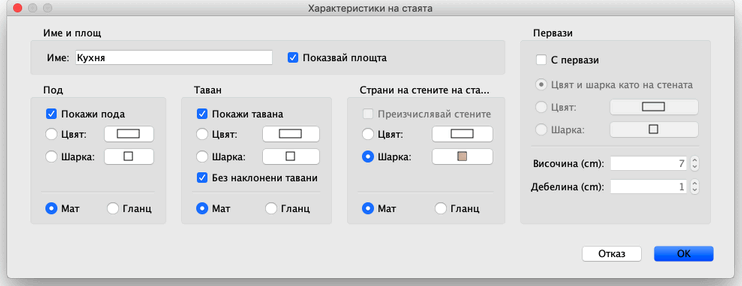 Характеристики на стаята
Име и площ
Име: Кухня
Показвай площта
Под
Покажи пода
Цвят:
Шарка:
Мат Гланц
Таван
Покажи тавана
Цвят:
Шарка:
Без наклонени тавани
Мат Гланц
Страни на стените на ста...
Преизчислявай стените
Цвят:
Шарка:
Мат Гланц
Первази
С первази
Цвят и шарка като на стената
Цвят:
Шарка:
Височина (cm): 7
Дебелина (cm): 1
Отказ OK